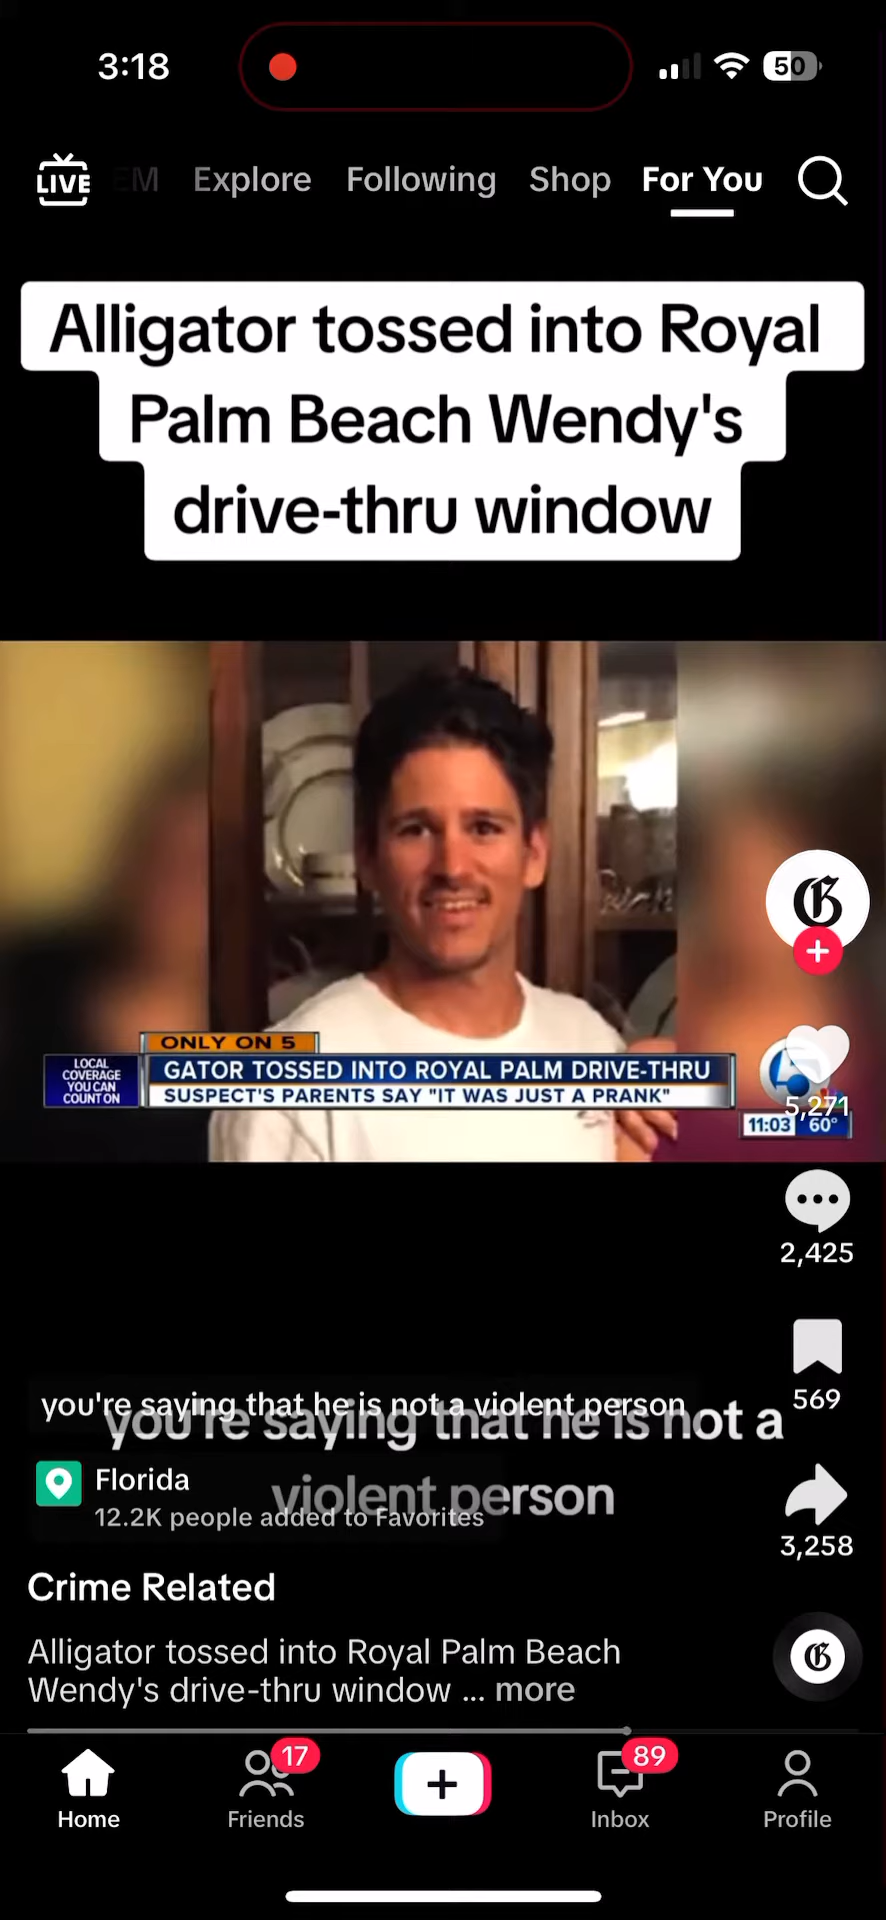 3:18
50
LIVE
Explore Following Shop For You
Alligator tossed into Royal
Palm Beach Wendy's
drive-thru window
ONLY ON 5
LOCAL
COVERAGE
YOU CAN
COUNT ON
GATOR TOSSED INTO ROYAL PALM DRIVE-THRU
SUSPECT'S PARENTS SAY "IT WAS JUST A PRANK"
5
11:03 60°
5,271
2,425
569
3,258
you're saying that he is not a violent person
you're saying that he is not a
violent person
Florida
12.2K people added to Favorites
Crime Related
Alligator tossed into Royal Palm Beach
Wendy's drive-thru window ... more
17
89
Home Friends Inbox Profile